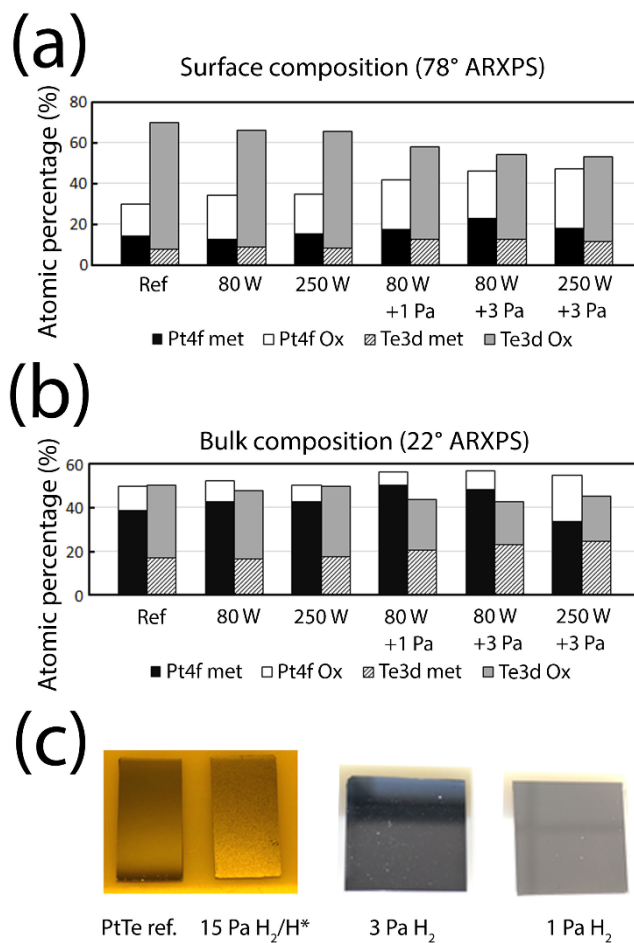 (a)
Surface composition (78° ARXPS)
Atomic percentage (%)
80
60
40
20
0
Ref 80 W 250 W 80 W 80 W 250 W
+1 Pa +3 Pa +3 Pa
Pt4f met Pt4f Ox Te3d met Te3d Ox
(b)
Bulk composition (22° ARXPS)
Atomic percentage (%)
60
40
20
0
Ref 80 W 250 W 80 W 80 W 250 W
+1 Pa +3 Pa +3 Pa
Pt4f met Pt4f Ox Te3d met Te3d Ox
(c)
PtTe ref. 15 Pa H₂/H* 3 Pa H₂ 1 Pa H₂